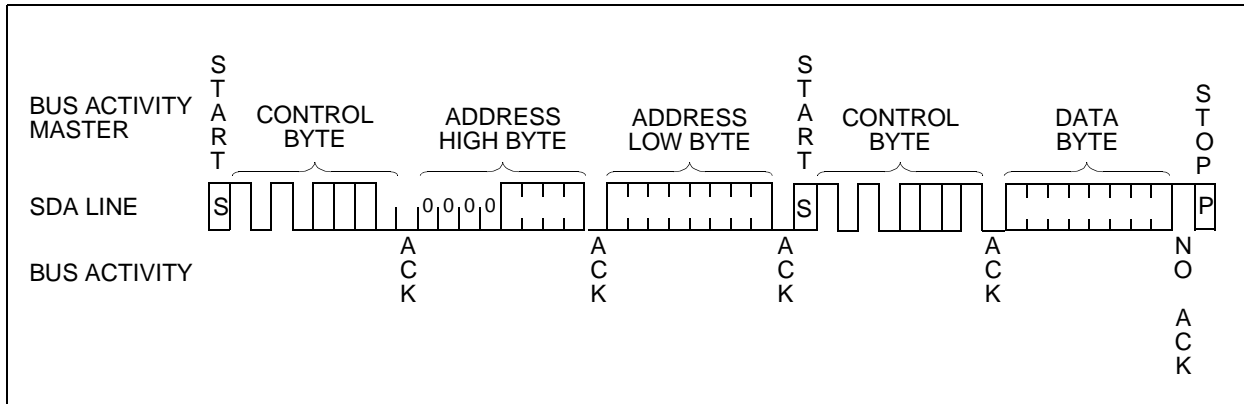 START
START
STOP
BUS ACTIVITY
MASTER
CONTROL
BYTE
ADDRESS
HIGH BYTE
ADDRESS
LOW BYTE
CONTROL
BYTE
DATA
BYTE
SDA LINE
S
0 0 0 0
S
P
BUS ACTIVITY
ACK
ACK
ACK
ACK
NO ACK